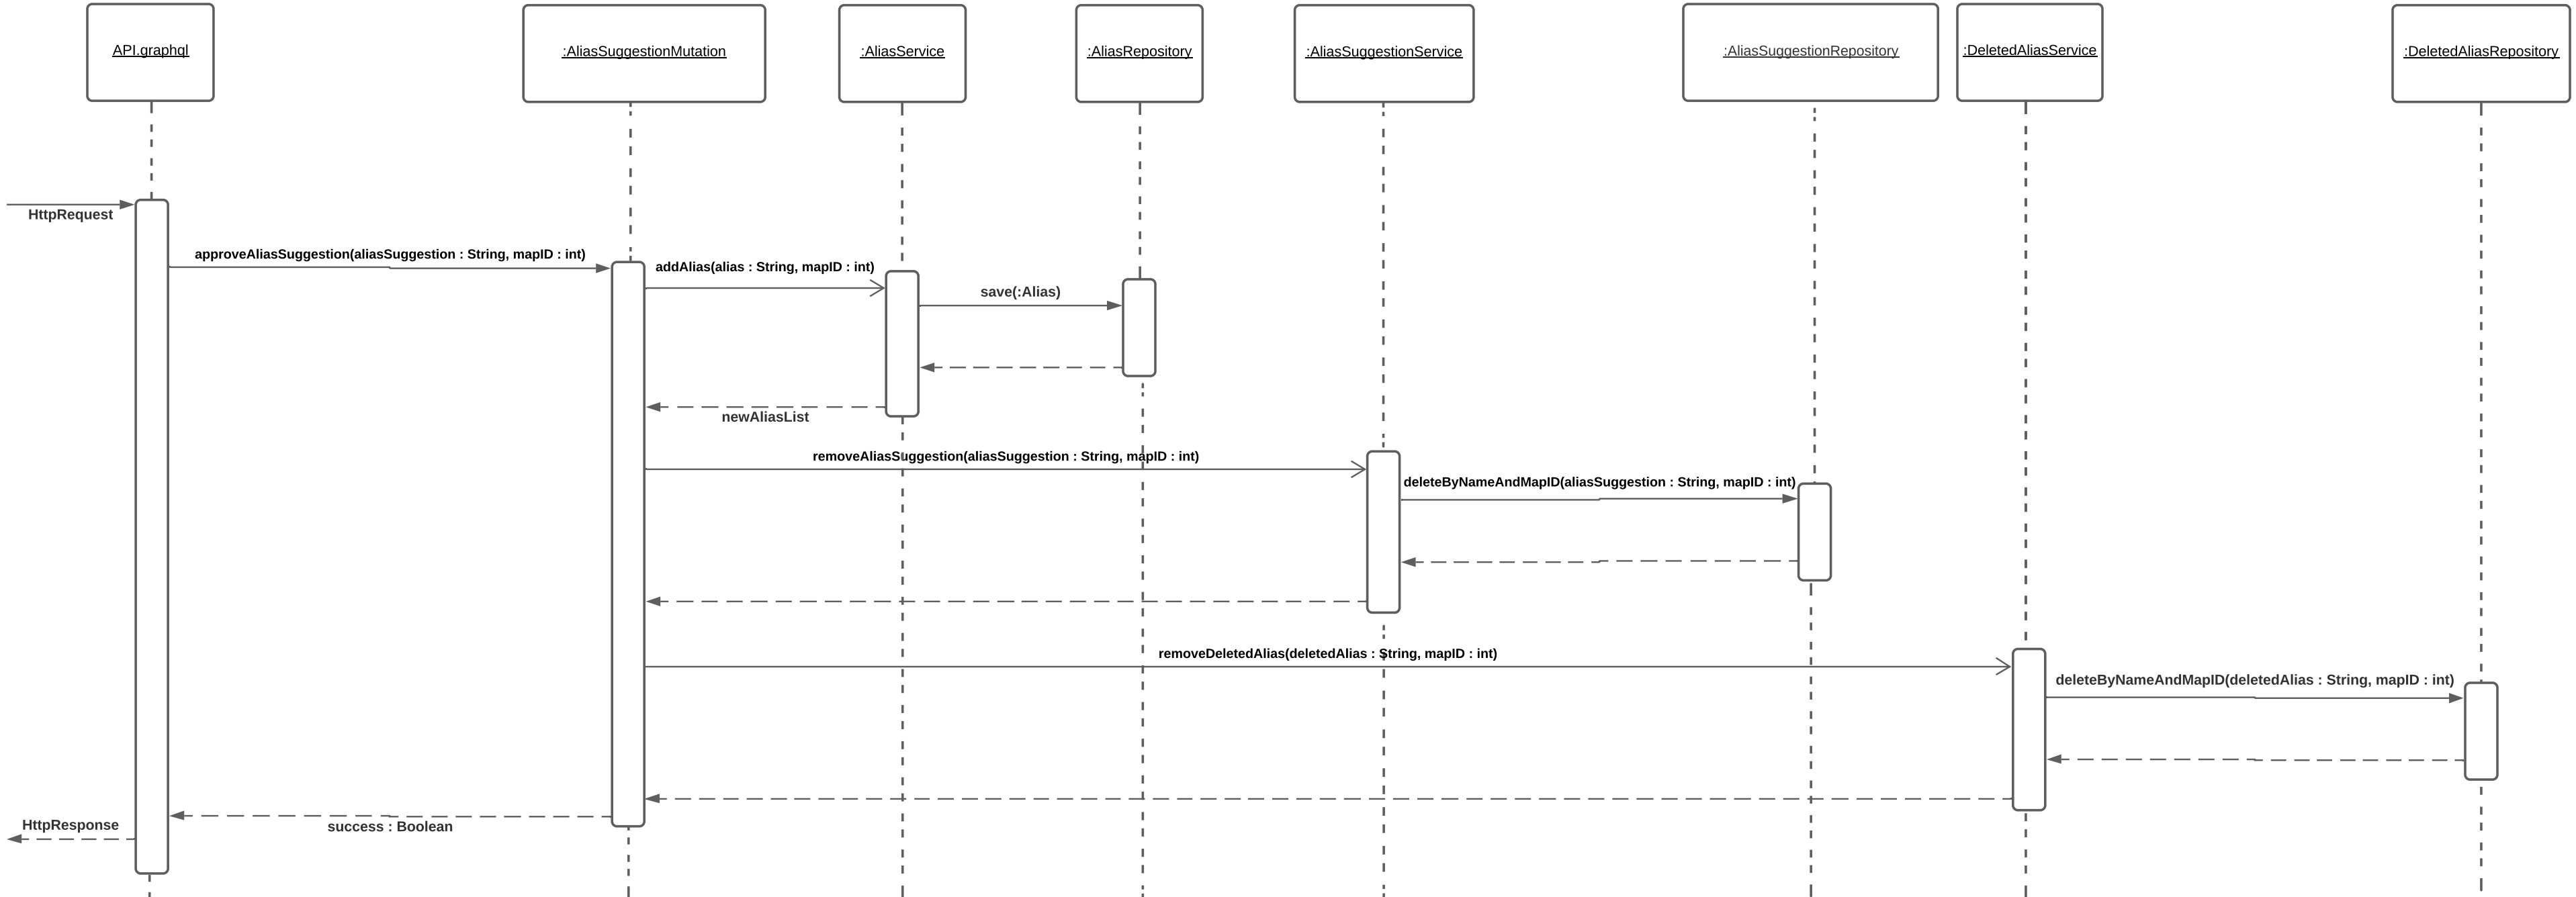 API.graphql
:AliasSuggestionMutation
:AliasService
:AliasRepository
:AliasSuggestionService
:AliasSuggestionRepository
:DeletedAliasService
:DeletedAliasRepository
HttpRequest
approveAliasSuggestion(aliasSuggestion : String, mapID : int)
addAlias(alias : String, mapID : int)
save(:Alias)
newAliasList
removeAliasSuggestion(aliasSuggestion : String, mapID : int)
deleteByNameAndMapID(aliasSuggestion : String, mapID : int)
removeDeletedAlias(deletedAlias : String, mapID : int)
deleteByNameAndMapID(deletedAlias : String, mapID : int)
HttpResponse
success : Boolean